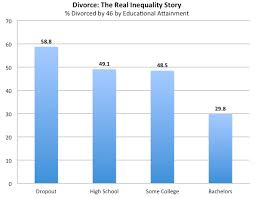 Divorce: The Real Inequality Story
% Divorced by 46 by Educational Attainment
70
60
50
40
30
20
10
0
58.8
49.1
48.5
29.8
Dropout
High School
Some College
Bachelors